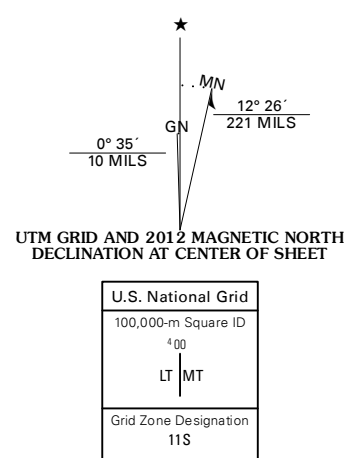 ★
MN
GN
12° 26´
221 MILS
0° 35´
10 MILS
UTM GRID AND 2012 MAGNETIC NORTH
DECLINATION AT CENTER OF SHEET
U.S. National Grid
100,000-m Square ID
⁴00
LT MT
Grid Zone Designation
11S